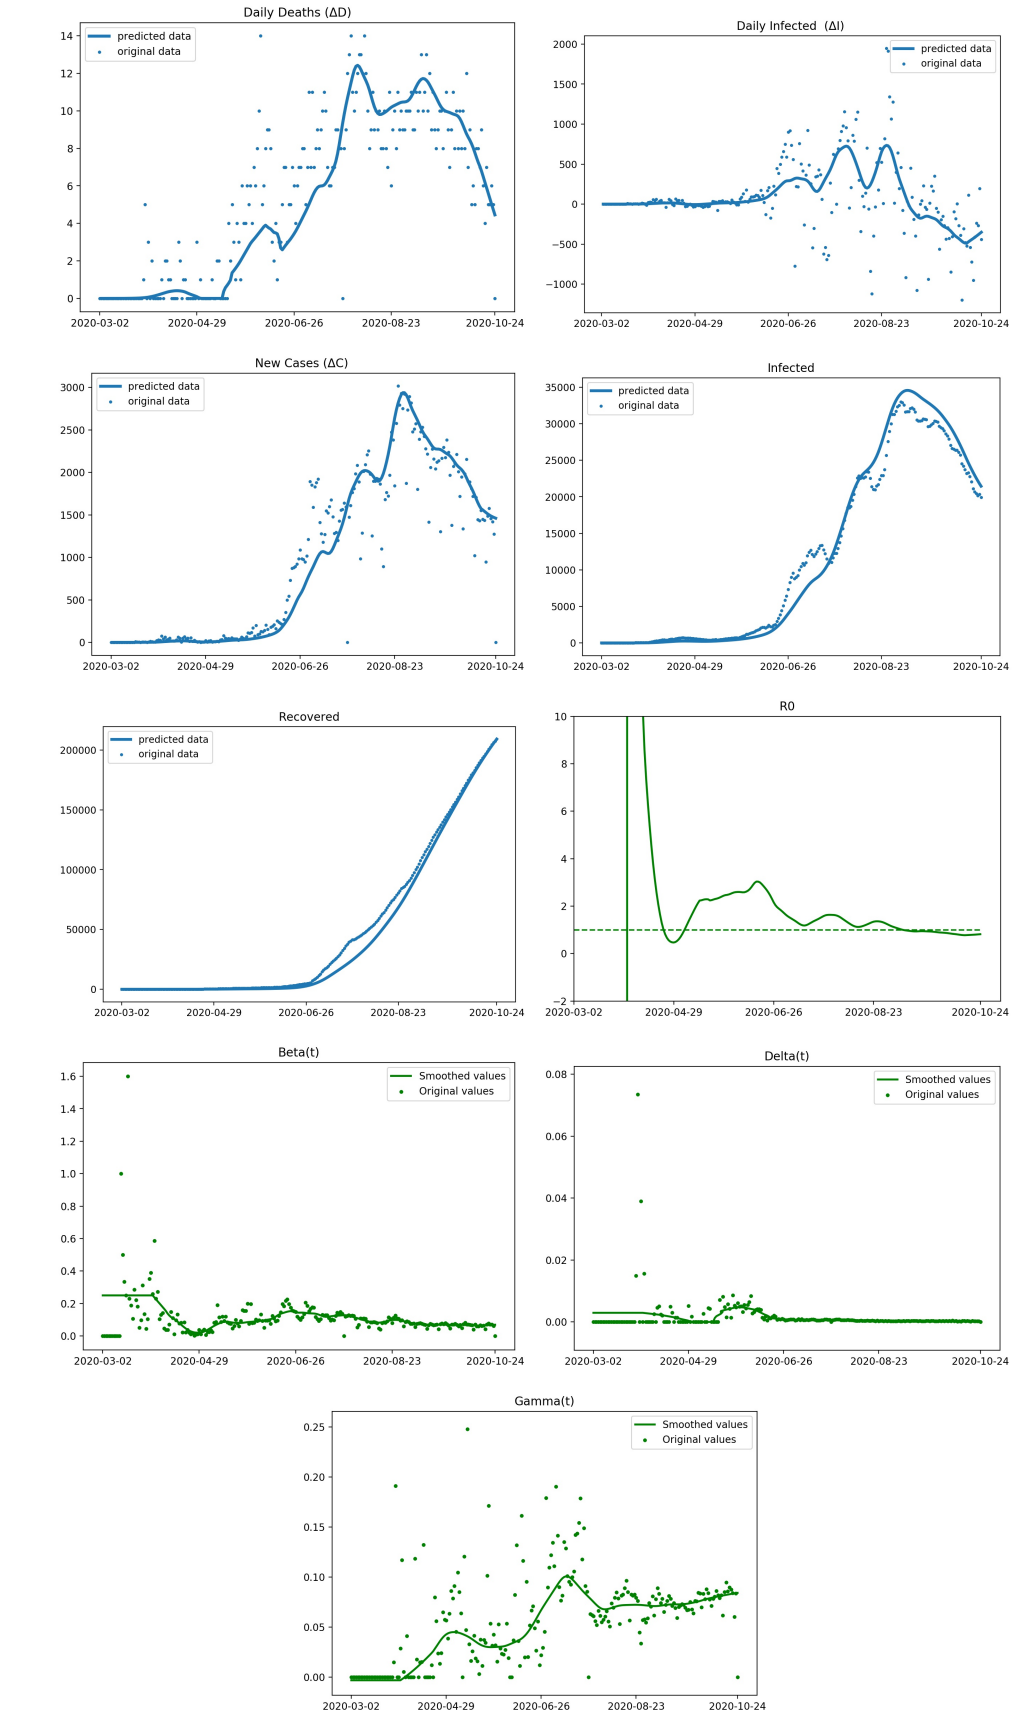 Daily Deaths (ΔD)
predicted data
original data
14
12
10
8
6
4
2
0
2020-03-02 2020-04-29 2020-06-26 2020-08-23 2020-10-24
Daily Infected (ΔI)
predicted data
original data
2000
1500
1000
500
0
−500
−1000
2020-03-02 2020-04-29 2020-06-26 2020-08-23 2020-10-24
New Cases (ΔC)
predicted data
original data
3000
2500
2000
1500
1000
500
0
2020-03-02 2020-04-29 2020-06-26 2020-08-23 2020-10-24
Infected
predicted data
original data
35000
30000
25000
20000
15000
10000
5000
0
2020-03-02 2020-04-29 2020-06-26 2020-08-23 2020-10-24
Recovered
predicted data
original data
200000
150000
100000
50000
0
2020-03-02 2020-04-29 2020-06-26 2020-08-23 2020-10-24
R0
10
8
6
4
2
0
−2
2020-03-02 2020-04-29 2020-06-26 2020-08-23 2020-10-24
Beta(t)
Smoothed values
Original values
1.6
1.4
1.2
1.0
0.8
0.6
0.4
0.2
0.0
2020-03-02 2020-04-29 2020-06-26 2020-08-23 2020-10-24
Delta(t)
Smoothed values
Original values
0.08
0.06
0.04
0.02
0.00
2020-03-02 2020-04-29 2020-06-26 2020-08-23 2020-10-24
Gamma(t)
Smoothed values
Original values
0.25
0.20
0.15
0.10
0.05
0.00
2020-03-02 2020-04-29 2020-06-26 2020-08-23 2020-10-24